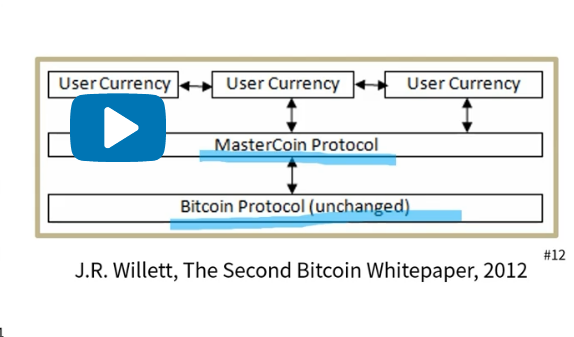 User Currency User Currency User Currency
MasterCoin Protocol
Bitcoin Protocol (unchanged)
#12
J.R. Willett, The Second Bitcoin Whitepaper, 2012
1